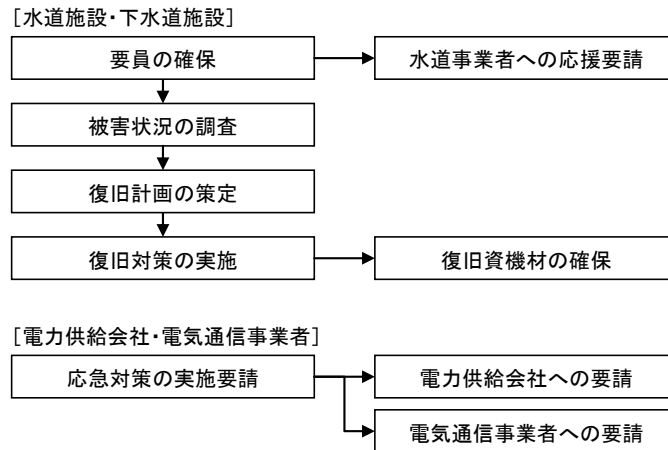 ［水道施設・下水道施設］
要員の確保
水道事業者への応援要請
被害状況の調査
復旧計画の策定
復旧対策の実施
復旧資機材の確保
［電力供給会社・電気通信事業者］
応急対策の実施要請
電力供給会社への要請
電気通信事業者への要請